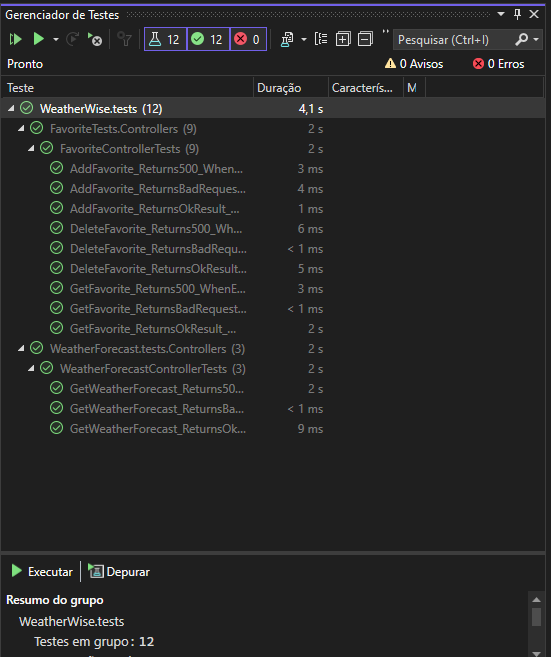 Gerenciador de Testes
12 12 0 Pesquisar (Ctrl+I)
Pronto 0 Avisos 0 Erros
Teste Duração Caracterís... M
WeatherWise.tests (12) 4,1 s
FavoriteTests.Controllers (9) 2 s
FavoriteControllerTests (9) 2 s
AddFavorite_Returns500_When... 3 ms
AddFavorite_ReturnsBadReques... 4 ms
AddFavorite_ReturnsOkResult_... 1 ms
DeleteFavorite_Returns500_Wh... 6 ms
DeleteFavorite_ReturnsBadRequ... < 1 ms
DeleteFavorite_ReturnsOkResult... 5 ms
GetFavorite_Returns500_WhenE... 3 ms
GetFavorite_ReturnsBadRequest... < 1 ms
GetFavorite_ReturnsOkResult_... 2 s
WeatherForecast.tests.Controllers (3) 2 s
WeatherForecastControllerTests (3) 2 s
GetWeatherForecast_Returns50... 2 s
GetWeatherForecast_ReturnsBa... < 1 ms
GetWeatherForecast_ReturnsOk... 9 ms
Executar Depurar
Resumo do grupo
WeatherWise.tests
Testes em grupo: 12